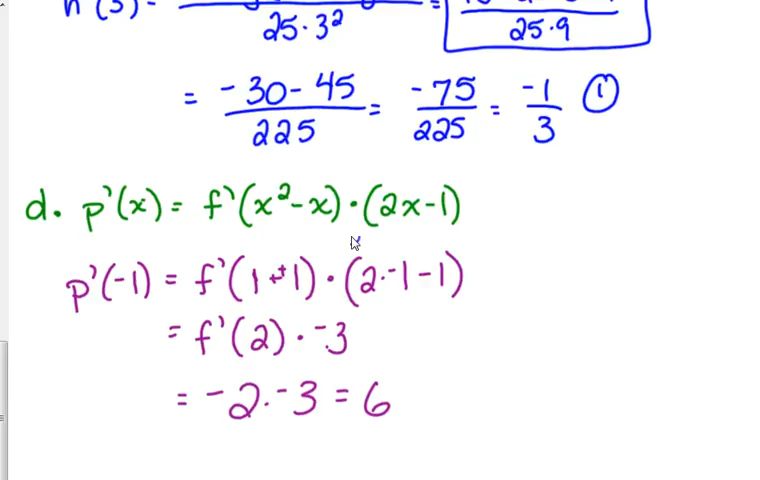 25·3² 25·9
= -30-45/225 = -75/225 = -1/3 ①
d. p'(x) = f'(x²-x)·(2x-1)
p'(-1) = f'(1+1)·(2·-1-1)
= f'(2)·-3
= -2·-3 = 6